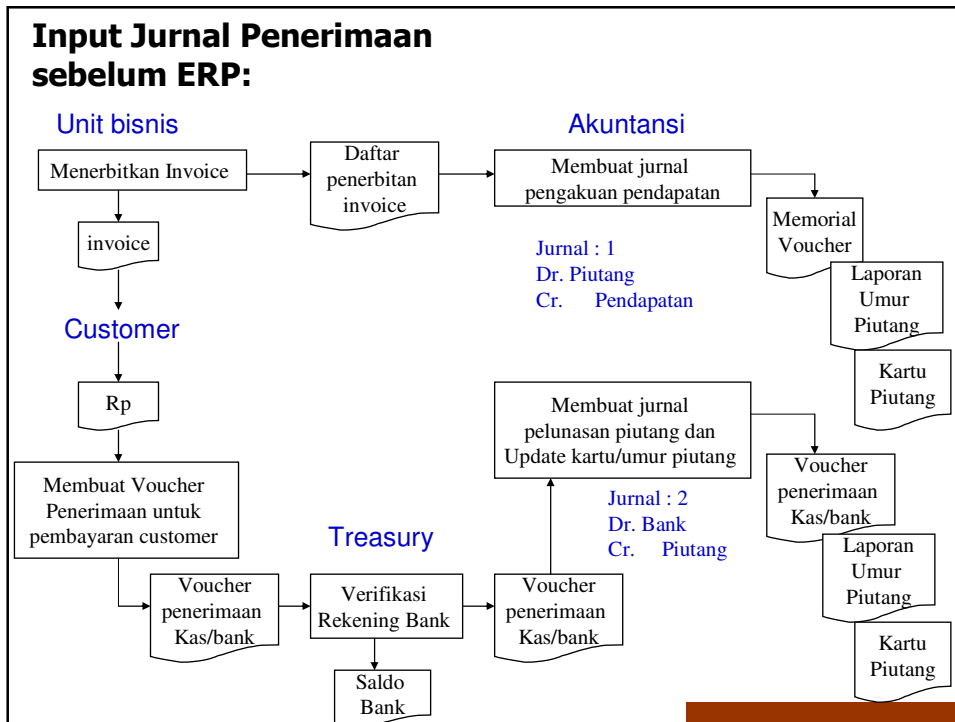 Input Jurnal Penerimaan
sebelum ERP:
Unit bisnis
Akuntansi
Menerbitkan Invoice
Daftar
penerbitan
invoice
Membuat jurnal
pengakuan pendapatan
Memorial
Voucher
invoice
Jurnal : 1
Dr. Piutang
Cr. Pendapatan
Laporan
Umur
Piutang
Kartu
Piutang
Customer
Rp
Membuat Voucher
Penerimaan untuk
pembayaran customer
Membuat jurnal
pelunasan piutang dan
Update kartu/umur piutang
Voucher
penerimaan
Kas/bank
Jurnal : 2
Dr. Bank
Cr. Piutang
Treasury
Voucher
penerimaan
Kas/bank
Verifikasi
Rekening Bank
Voucher
penerimaan
Kas/bank
Laporan
Umur
Piutang
Kartu
Piutang
Saldo
Bank